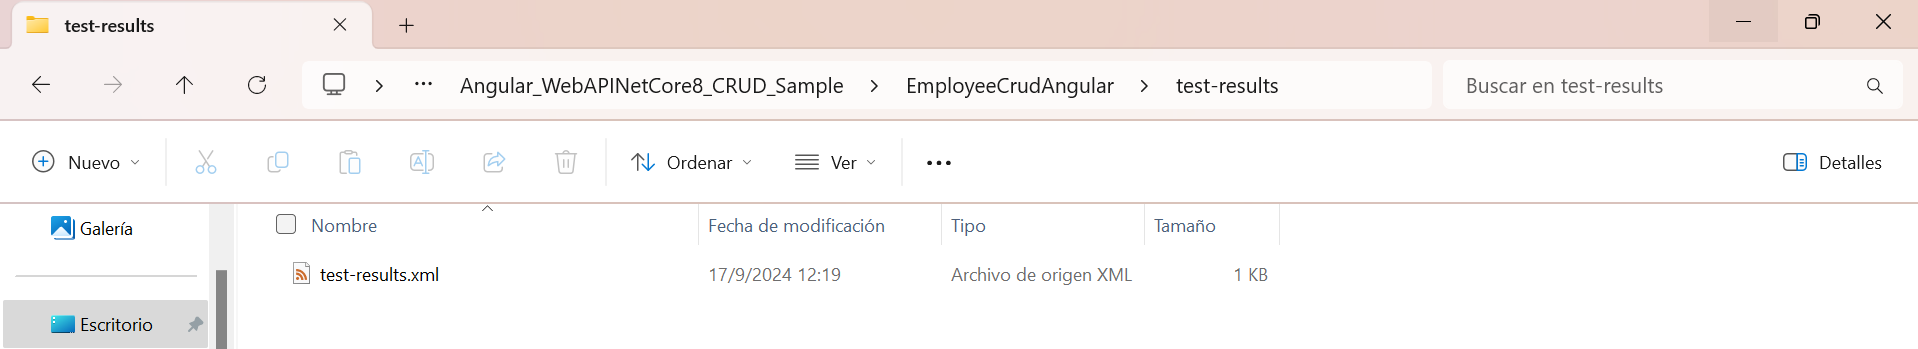 test-results
Angular_WebAPINetCore8_CRUD_Sample EmployeeCrudAngular test-results Buscar en test-results
Nuevo Ordenar Ver Detalles
Galería
Nombre Fecha de modificación Tipo Tamaño
test-results.xml 17/9/2024 12:19 Archivo de origen XML 1 KB
Escritorio